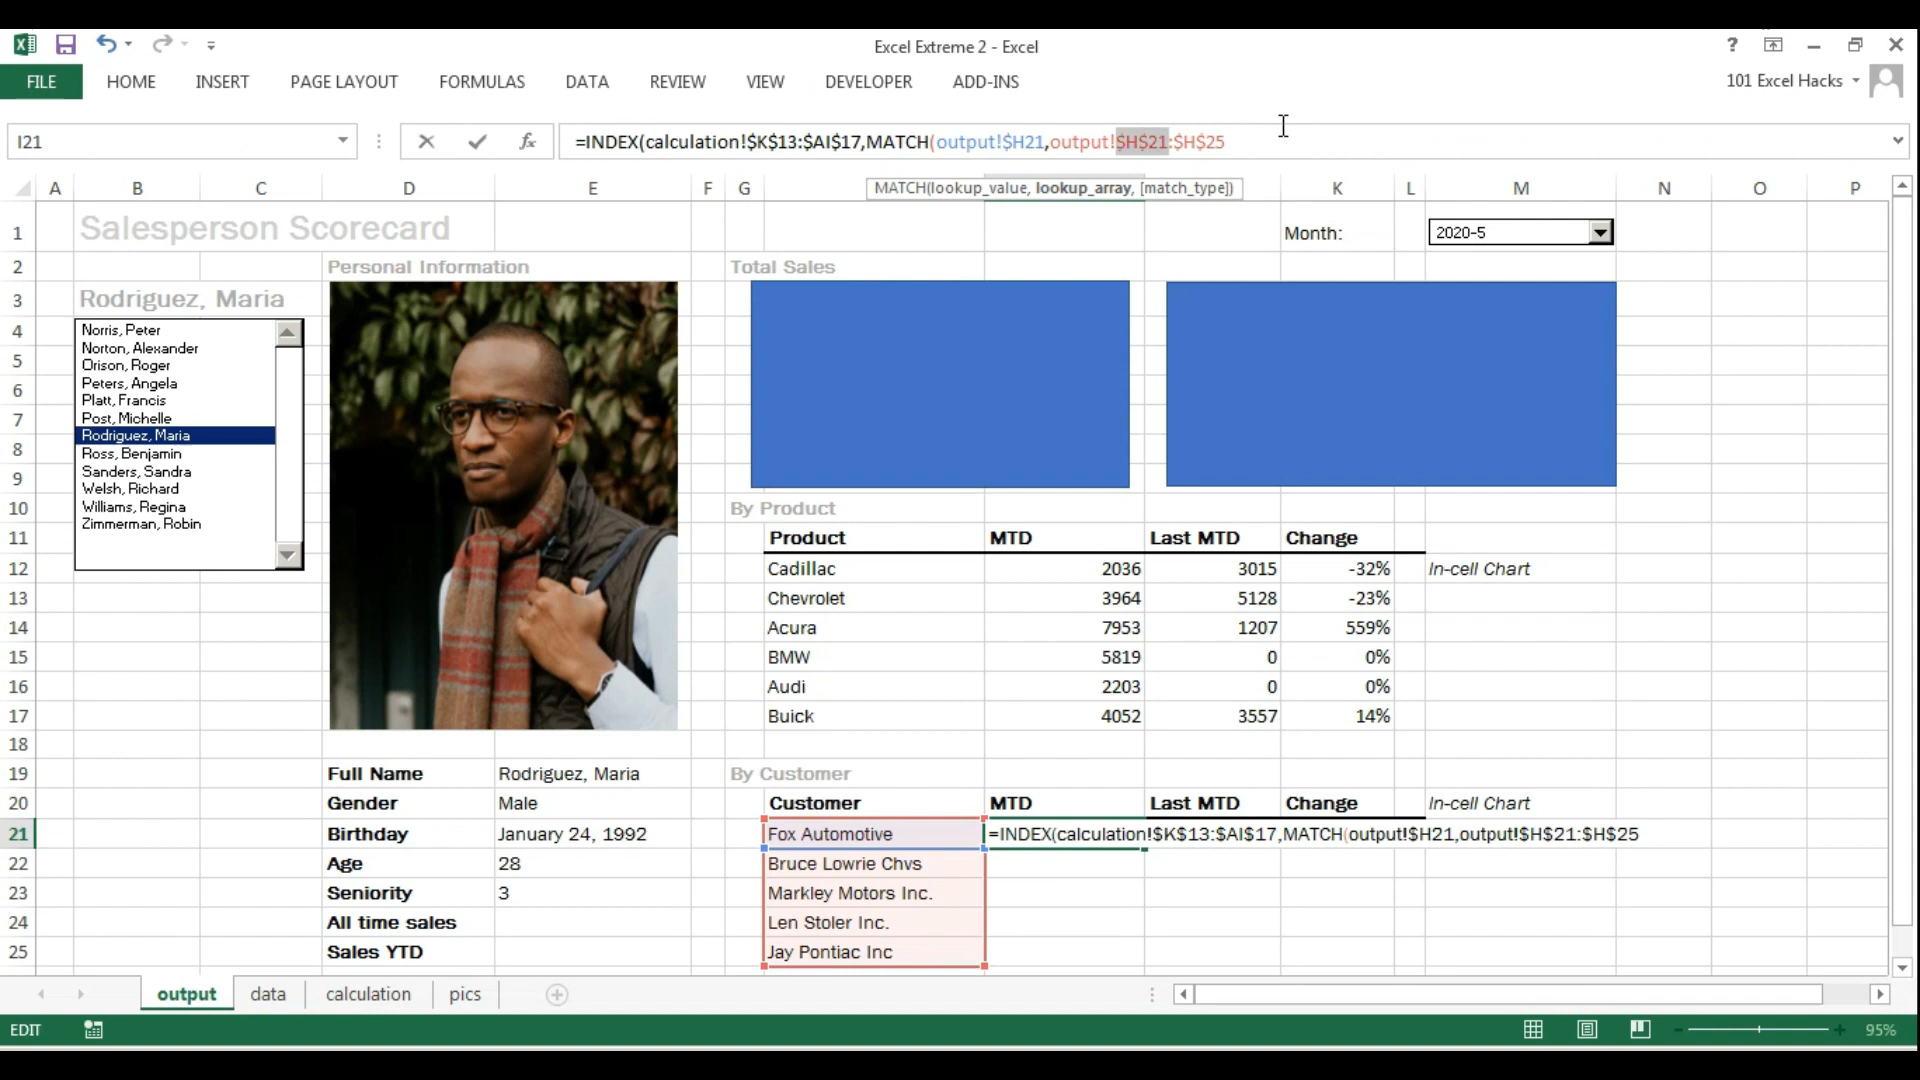 Excel Extreme 2 - Excel
?
FILE HOME INSERT PAGE LAYOUT FORMULAS DATA REVIEW VIEW DEVELOPER ADD-INS 101 Excel Hacks
I21 fx =INDEX(calculation!$K$13:$AI$17,MATCH(output!$H21,output!$H$21:$H$25
MATCH(lookup_value, lookup_array, [match_type])
A B C D E F G K L M N O P
1 Salesperson Scorecard Month: 2020-5
2 Personal Information Total Sales
3 Rodriguez, Maria
4
Norris, Peter
Norton, Alexander
5
Orison, Roger
6
Peters, Angela
Platt, Francis
7
Post, Michelle
Rodriguez, Maria
8
Ross, Benjamin
9
Sanders, Sandra
Welsh, Richard
10 By Product
Williams, Regina
Zimmerman, Robin
11 Product MTD Last MTD Change
12 Cadillac 2036 3015 -32% In-cell Chart
13 Chevrolet 3964 5128 -23%
14 Acura 7953 1207 559%
15 BMW 5819 0 0%
16 Audi 2203 0 0%
17 Buick 4052 3557 14%
18
19 Full Name Rodriguez, Maria By Customer
20 Gender Male Customer MTD Last MTD Change In-cell Chart
21 Birthday January 24, 1992 Fox Automotive =INDEX(calculation!$K$13:$AI$17,MATCH(output!$H21,output!$H$21:$H$25
22 Age 28 Bruce Lowrie Chvs
23 Seniority 3 Markley Motors Inc.
24 All time sales Len Stoler Inc.
25 Sales YTD Jay Pontiac Inc
output data calculation pics
EDIT 95%